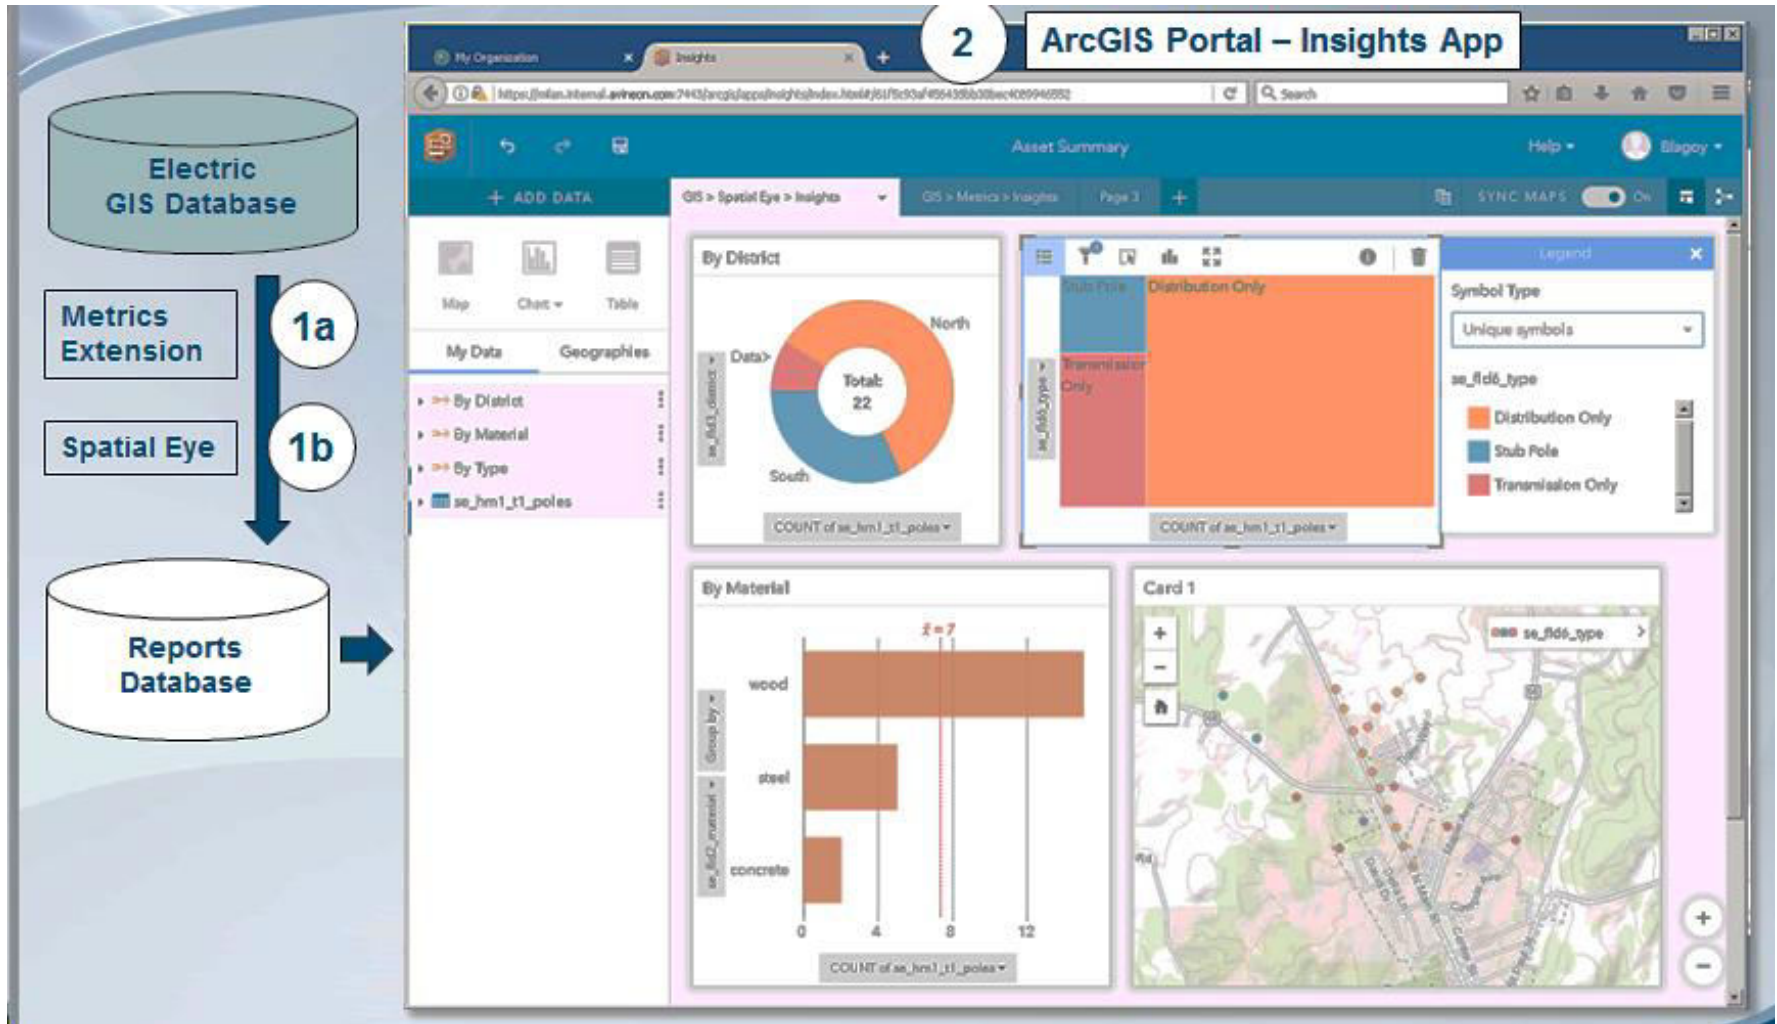 2
ArcGIS Portal – Insights App
Electric
GIS Database
Metrics
Extension
1a
Spatial Eye
1b
Reports
Database
My Organization
Insights
Search
Asset Summary
Help
Blagoy
+ ADD DATA
GIS > Spatial Eye > Insights
GIS > Metrics > Insights
Page 3
SYNC MAPS
On
Map
Chart
Table
My Data
Geographies
By District
By Material
By Type
se_hm1_t1_poles
By District
North
Data>
South
Total:
22
se_fld3_district
COUNT of se_hm1_t1_poles
Stub Pole
Distribution Only
Transmission
Only
se_fld6_type
COUNT of se_hm1_t1_poles
Legend
Symbol Type
Unique symbols
se_fld6_type
Distribution Only
Stub Pole
Transmission Only
By Material
x̄ = 7
wood
steel
concrete
Group by
se_fld2_material
0 4 8 12
COUNT of se_hm1_t1_poles
Card 1
se_fld6_type
N Main St